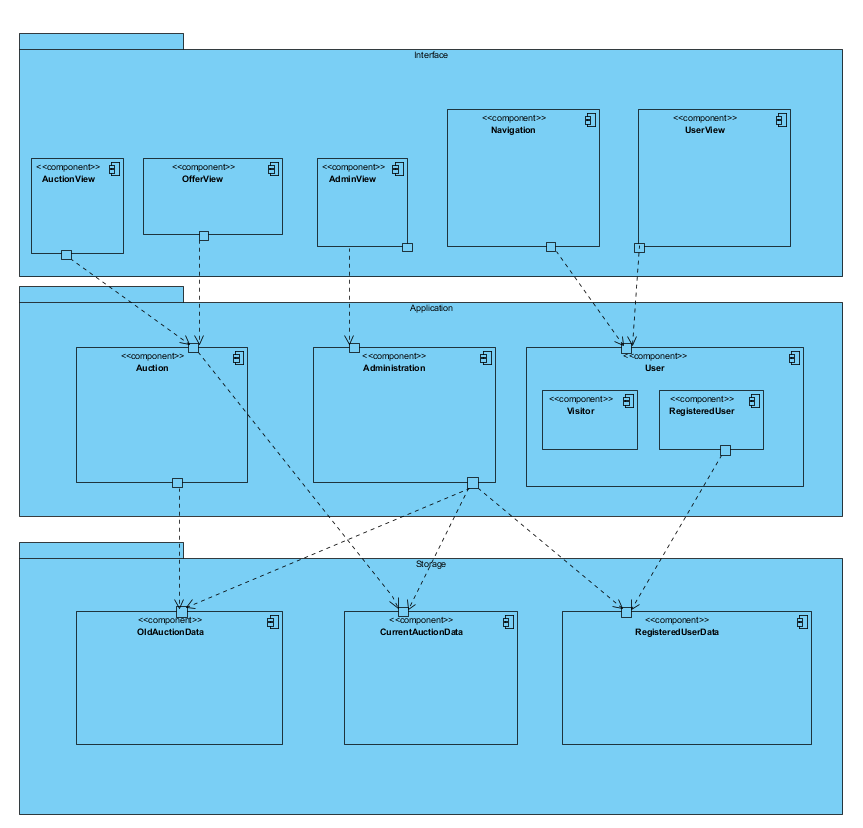 Interface
<<component>>
Navigation
<<component>>
UserView
<<component>>
AuctionView
<<component>>
OfferView
<<component>>
AdminView
Application
<<component>>
Auction
<<component>>
Administration
<<component>>
User
<<component>>
Visitor
<<component>>
RegisteredUser
Storage
<<component>>
OldAuctionData
<<component>>
CurrentAuctionData
<<component>>
RegisteredUserData